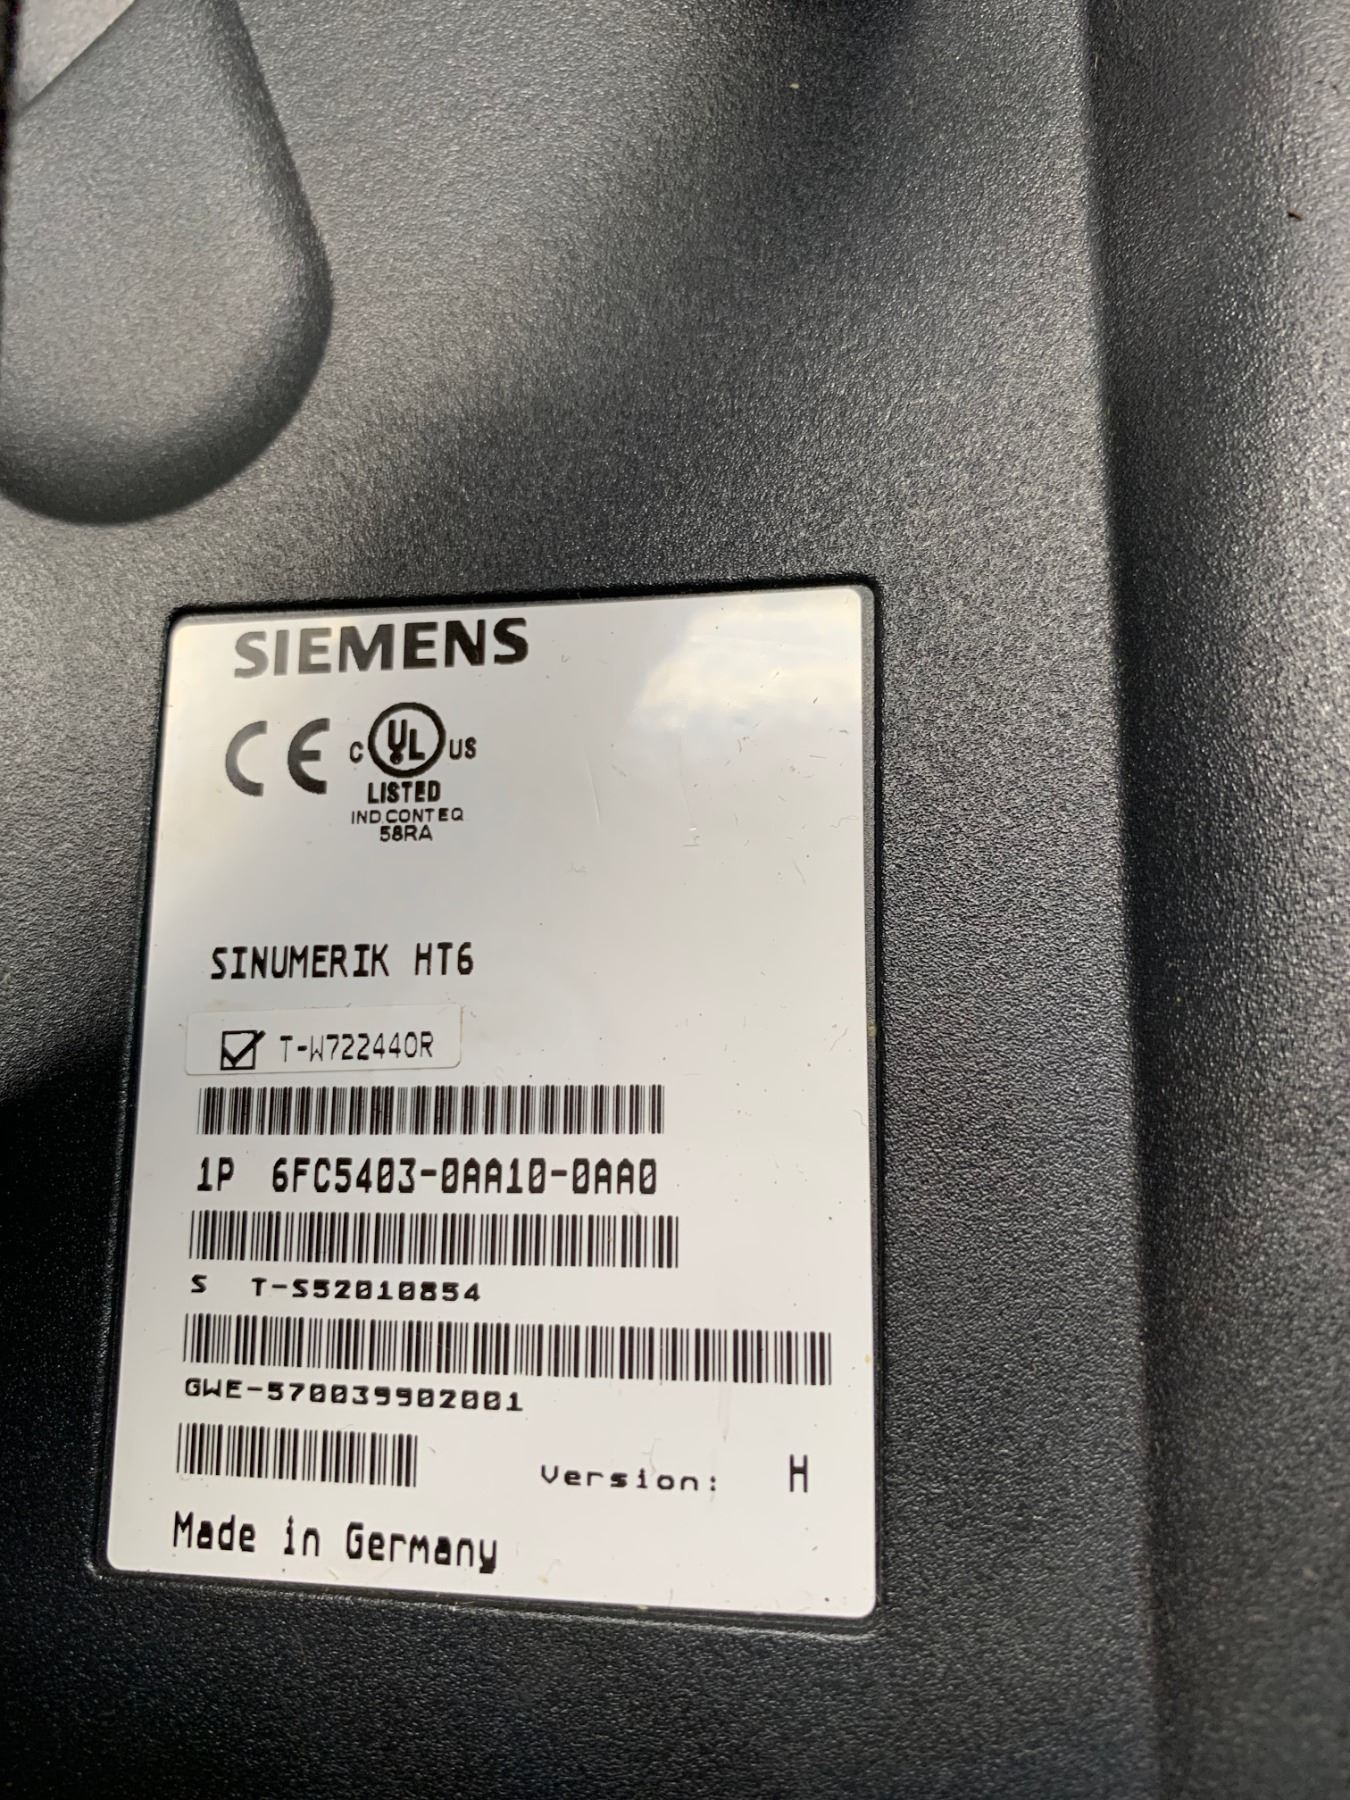 SIEMENS
CE C UL US
LISTED
IND.CONT EQ
58RA
SINUMERIK HT6
T-W722440R
1P 6FC5403-0AA10-0AA0
S T-S52010854
GWE-570039902001
Version: H
Made in Germany